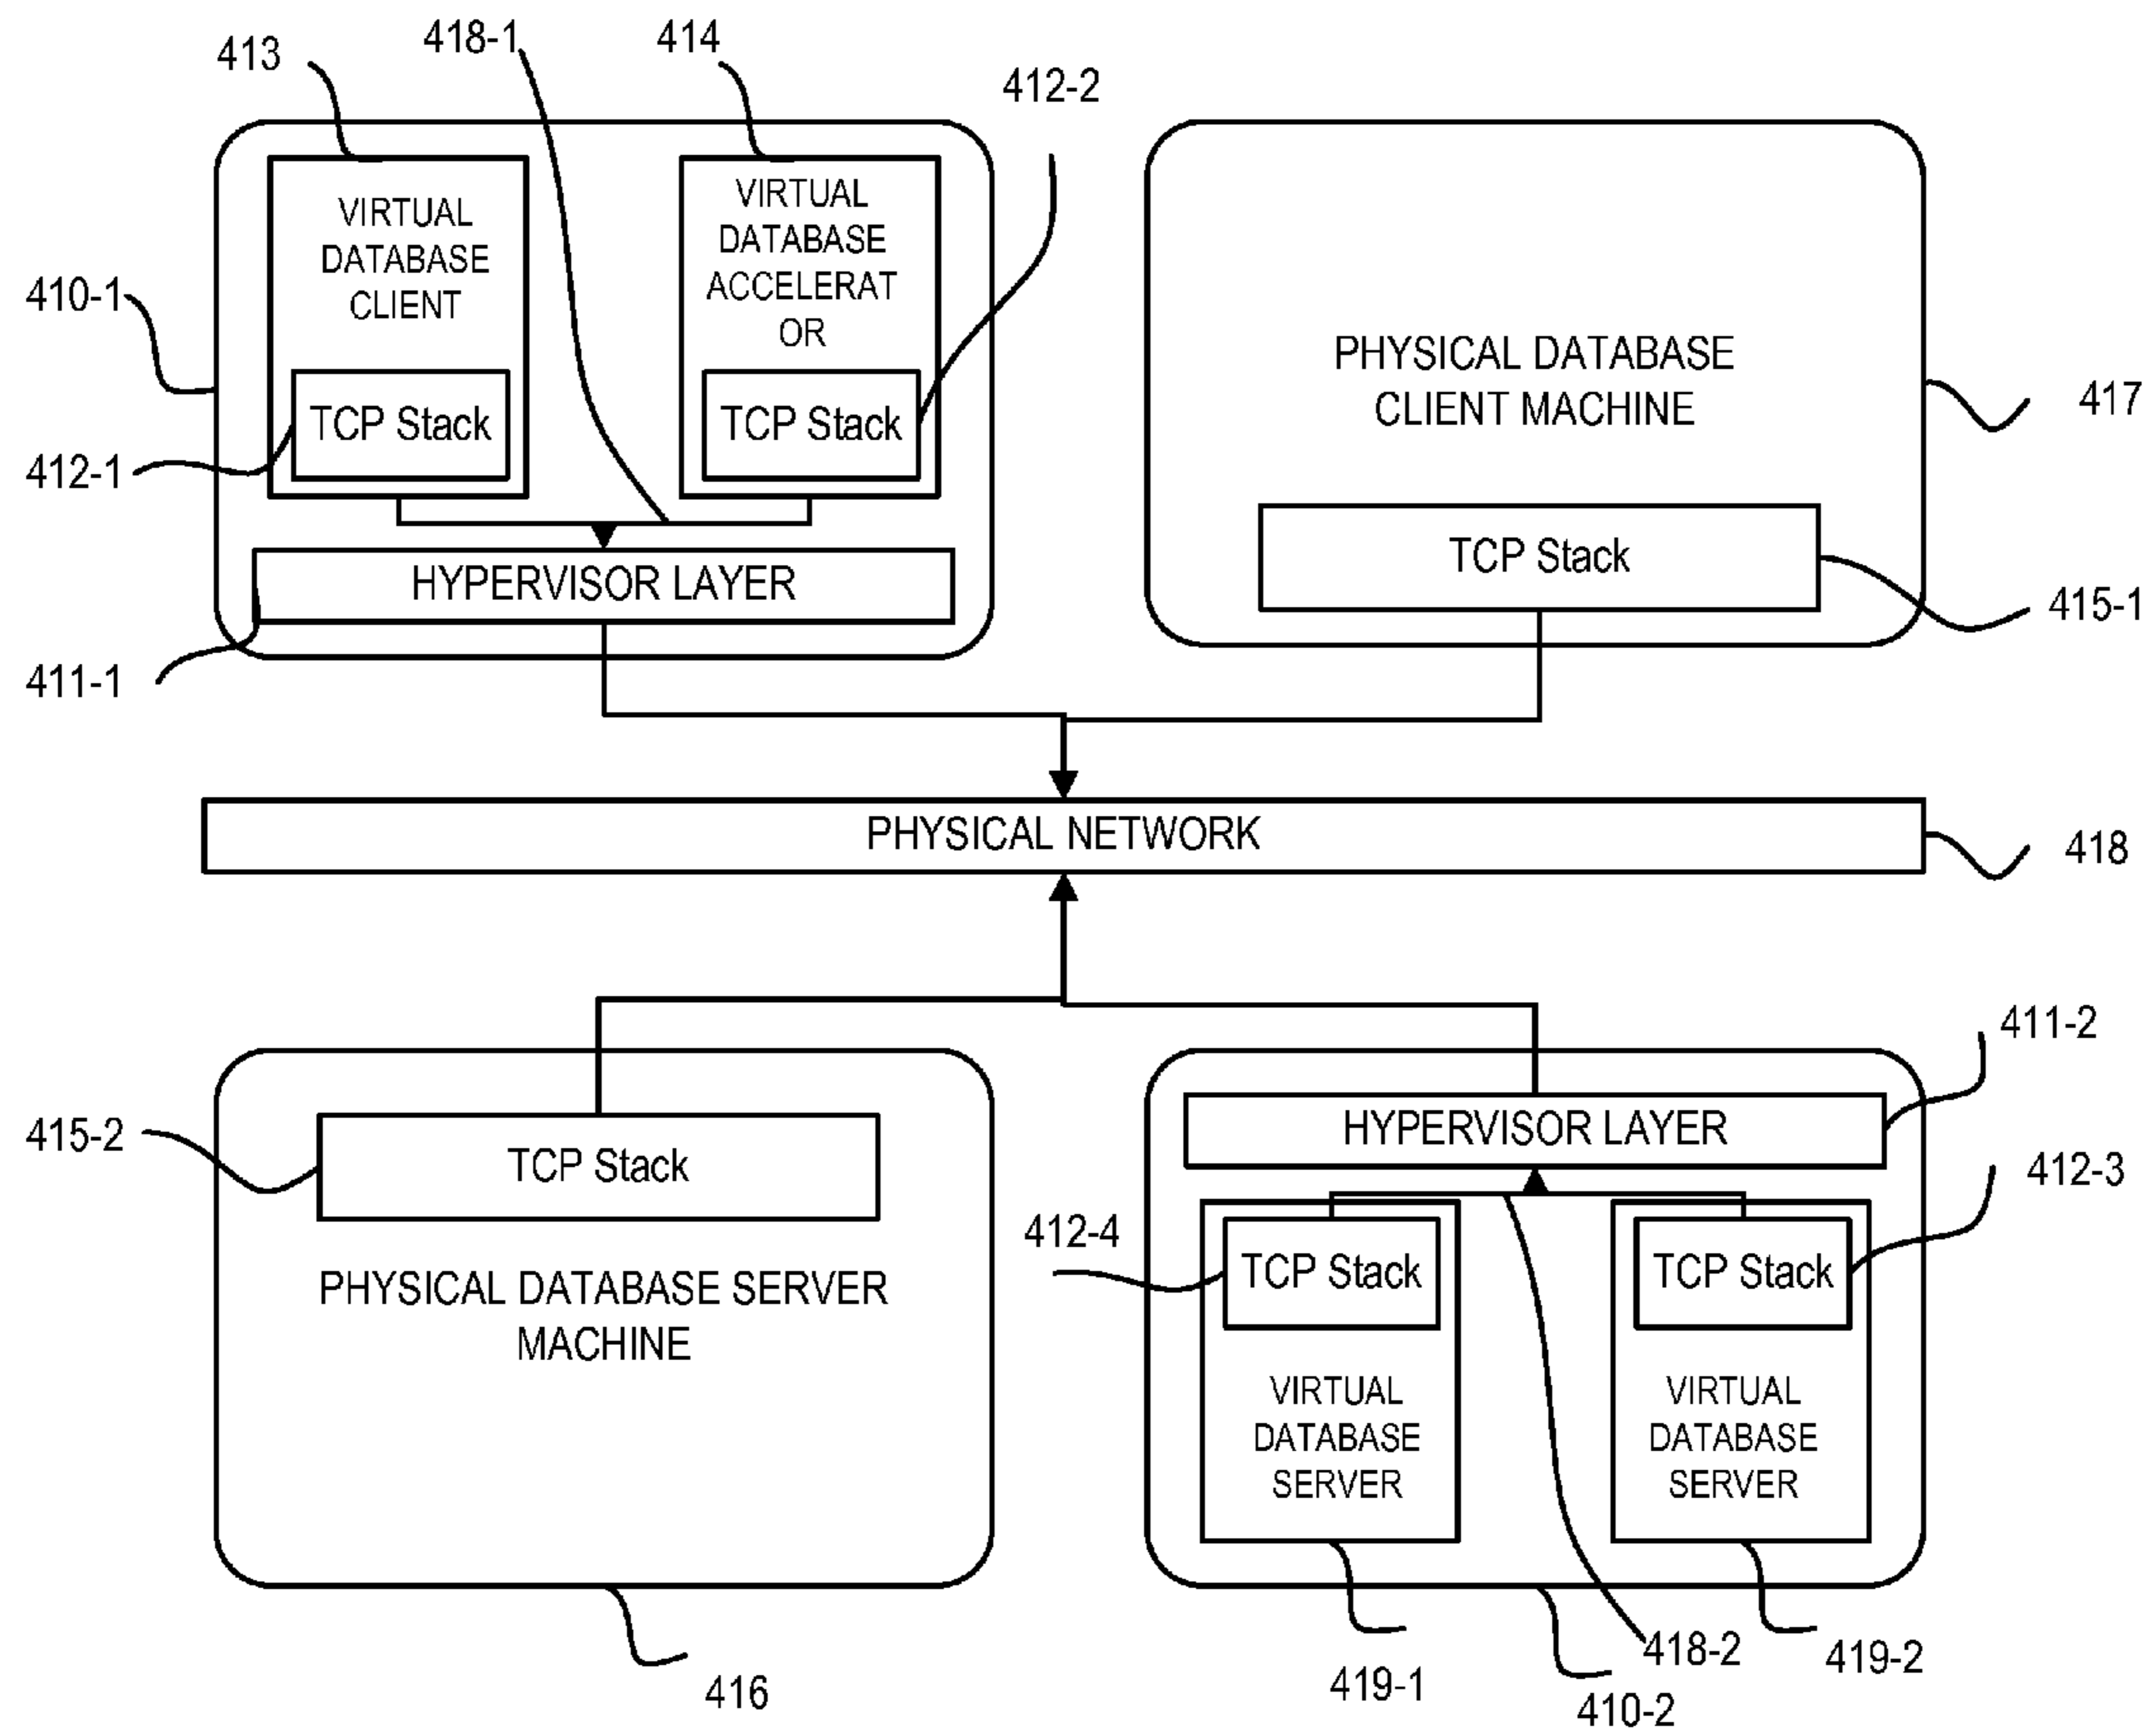 413
418-1
414
412-2
VIRTUAL
DATABASE
CLIENT
VIRTUAL
DATABASE
ACCELERAT
OR
410-1
PHYSICAL DATABASE
CLIENT MACHINE
417
TCP Stack
TCP Stack
412-1
TCP Stack
HYPERVISOR LAYER
415-1
411-1
PHYSICAL NETWORK
418
411-2
415-2
TCP Stack
HYPERVISOR LAYER
412-3
412-4
TCP Stack
TCP Stack
PHYSICAL DATABASE SERVER
MACHINE
VIRTUAL
DATABASE
SERVER
VIRTUAL
DATABASE
SERVER
416
419-1
410-2
418-2
419-2